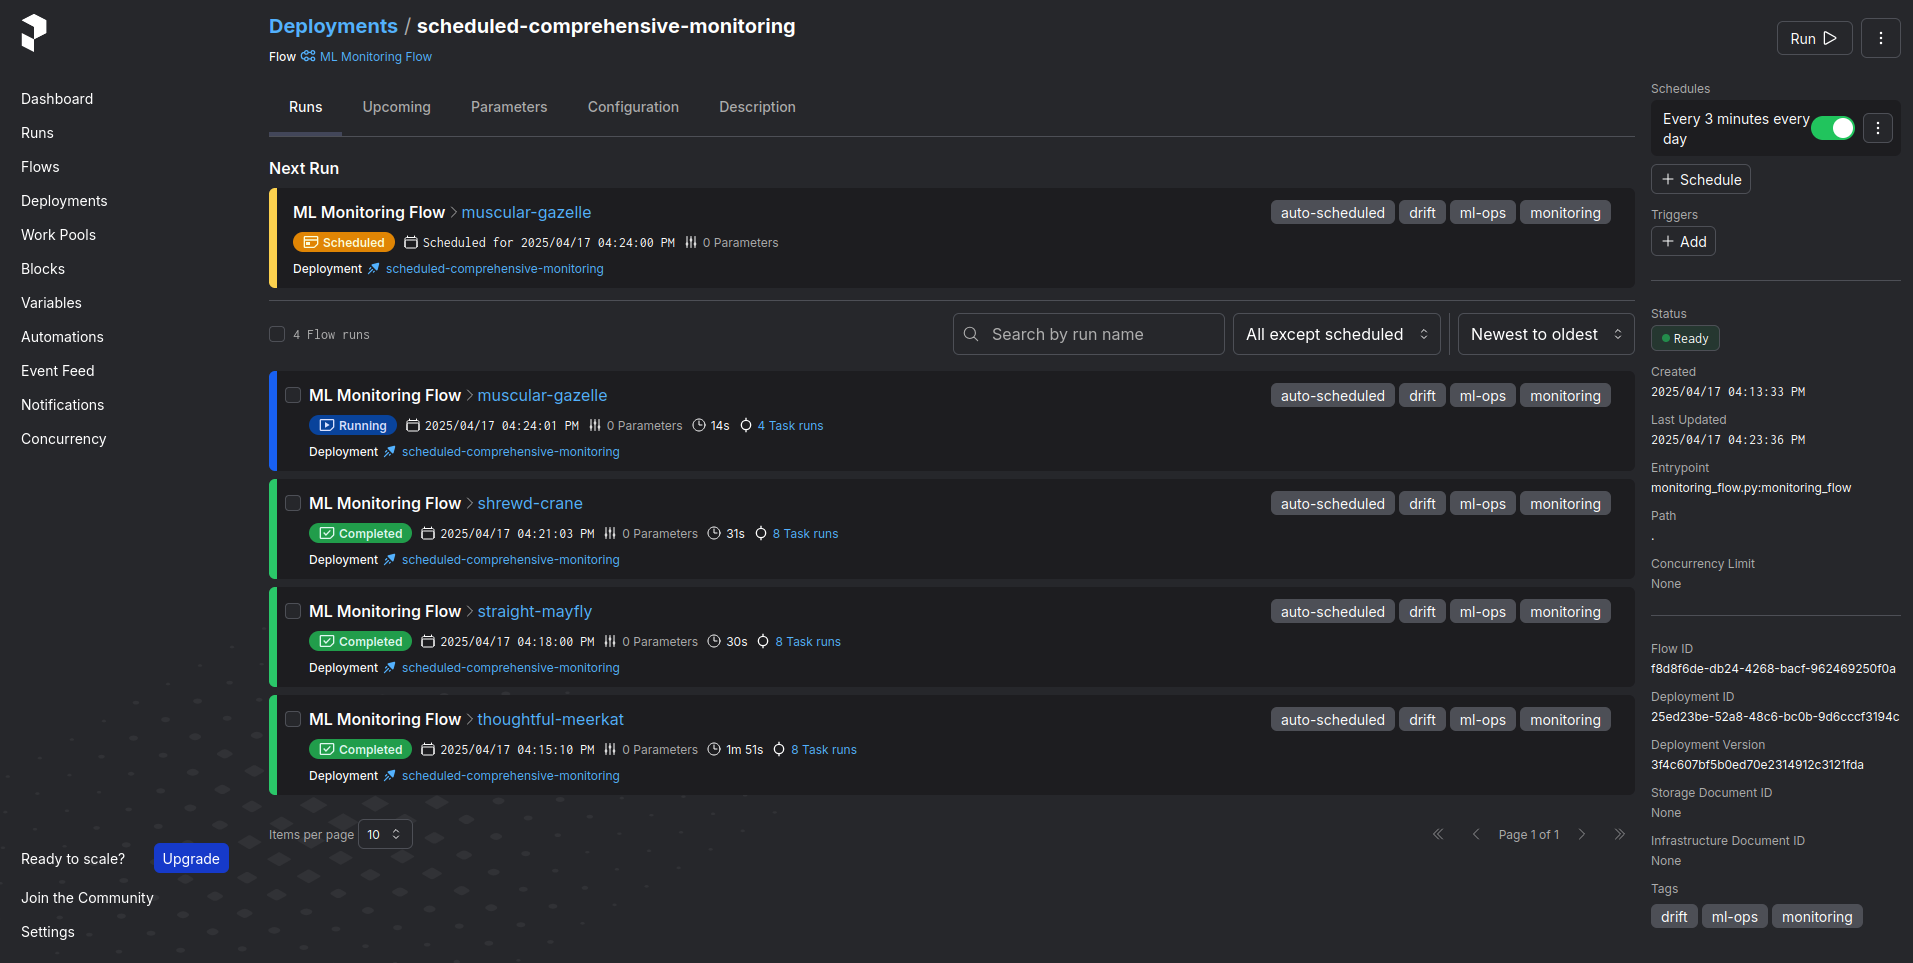 Deployments / scheduled-comprehensive-monitoring
Flow ML Monitoring Flow
Run
Dashboard
Runs
Flows
Deployments
Work Pools
Blocks
Variables
Automations
Event Feed
Notifications
Concurrency
Ready to scale? Upgrade
Join the Community
Settings
Runs Upcoming Parameters Configuration Description
Next Run
ML Monitoring Flow > muscular-gazelle auto-scheduled drift ml-ops monitoring
Scheduled Scheduled for 2025/04/17 04:24:00 PM 0 Parameters
Deployment scheduled-comprehensive-monitoring
4 Flow runs Search by run name All except scheduled Newest to oldest
ML Monitoring Flow > muscular-gazelle auto-scheduled drift ml-ops monitoring
Running 2025/04/17 04:24:01 PM 0 Parameters 14s 4 Task runs
Deployment scheduled-comprehensive-monitoring
ML Monitoring Flow > shrewd-crane auto-scheduled drift ml-ops monitoring
Completed 2025/04/17 04:21:03 PM 0 Parameters 31s 8 Task runs
Deployment scheduled-comprehensive-monitoring
ML Monitoring Flow > straight-mayfly auto-scheduled drift ml-ops monitoring
Completed 2025/04/17 04:18:00 PM 0 Parameters 30s 8 Task runs
Deployment scheduled-comprehensive-monitoring
ML Monitoring Flow > thoughtful-meerkat auto-scheduled drift ml-ops monitoring
Completed 2025/04/17 04:15:10 PM 0 Parameters 1m 51s 8 Task runs
Deployment scheduled-comprehensive-monitoring
Items per page 10 Page 1 of 1
Schedules
Every 3 minutes every
day
+ Schedule
Triggers
+ Add
Status
Ready
Created
2025/04/17 04:13:33 PM
Last Updated
2025/04/17 04:23:36 PM
Entrypoint
monitoring_flow.py:monitoring_flow
Path
.
Concurrency Limit
None
Flow ID
f8d8f6de-db24-4268-bacf-962469250f0a
Deployment ID
25ed23be-52a8-48c6-bc0b-9d6cccf3194c
Deployment Version
3f4c607bf5b0ed70e2314912c3121fda
Storage Document ID
None
Infrastructure Document ID
None
Tags
drift ml-ops monitoring